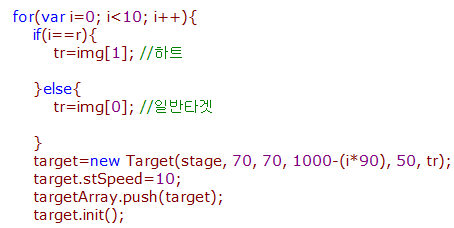 for(var i=0; i<10; i++){
if(i==r){
tr=img[1]; //하트
}else{
tr=img[0]; //일반타겟
}
target=new Target(stage, 70, 70, 1000-(i*90), 50, tr);
target.stSpeed=10;
targetArray.push(target);
target.init();